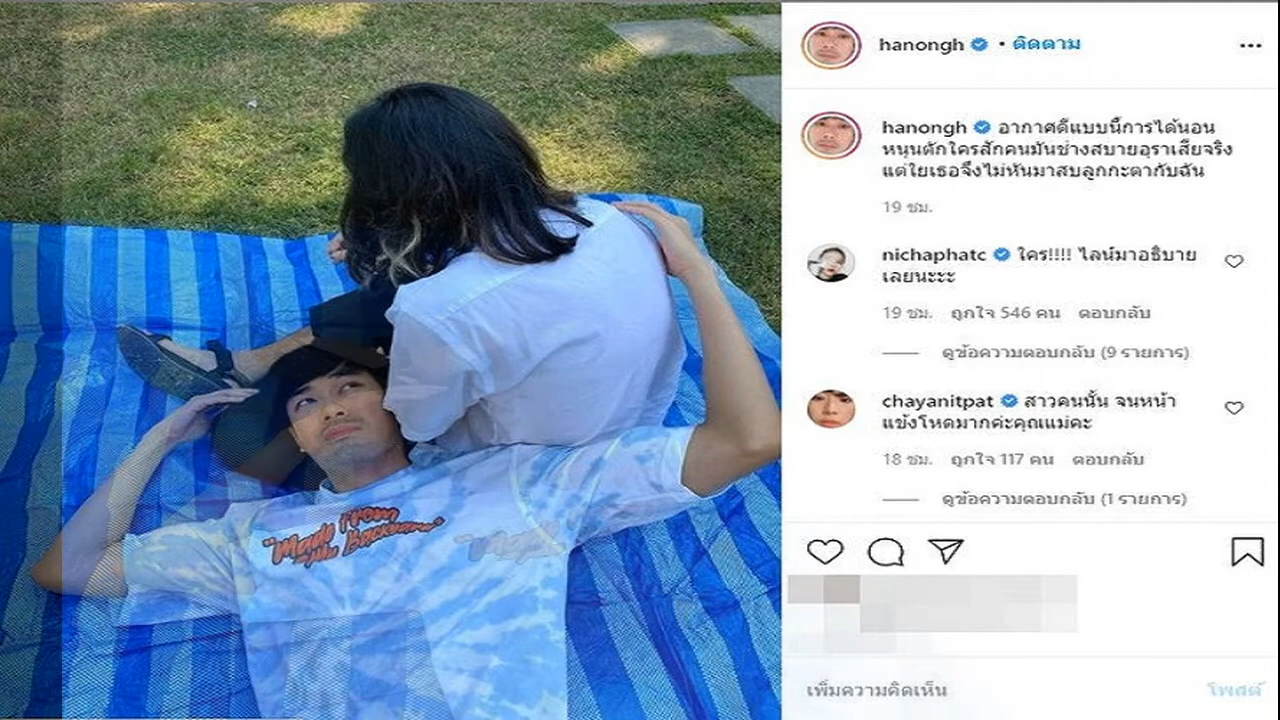 "Made From
This Backyard"
hanongh • ติดตาม
hanongh อากาศดีแบบนี้การได้นอน
หนุนตักใครสักคนมันช่างสบายอุราเสียจริง
แต่ใยเธอจึงไม่หันมาสบลูกกะตากับฉัน
19 ชม.
nichaphatc ใคร!!!! ไลน์มาอธิบาย
เลยนะะะ
19 ชม. ถูกใจ 546 คน ตอบกลับ
ดูข้อความตอบกลับ (9 รายการ)
chayanitpat สาวคนนั้น จนหน้า
แข้งโหดมากค่ะคุณแม่คะ
18 ชม. ถูกใจ 117 คน ตอบกลับ
ดูข้อความตอบกลับ (1 รายการ)
เพิ่มความคิดเห็น
โพสต์